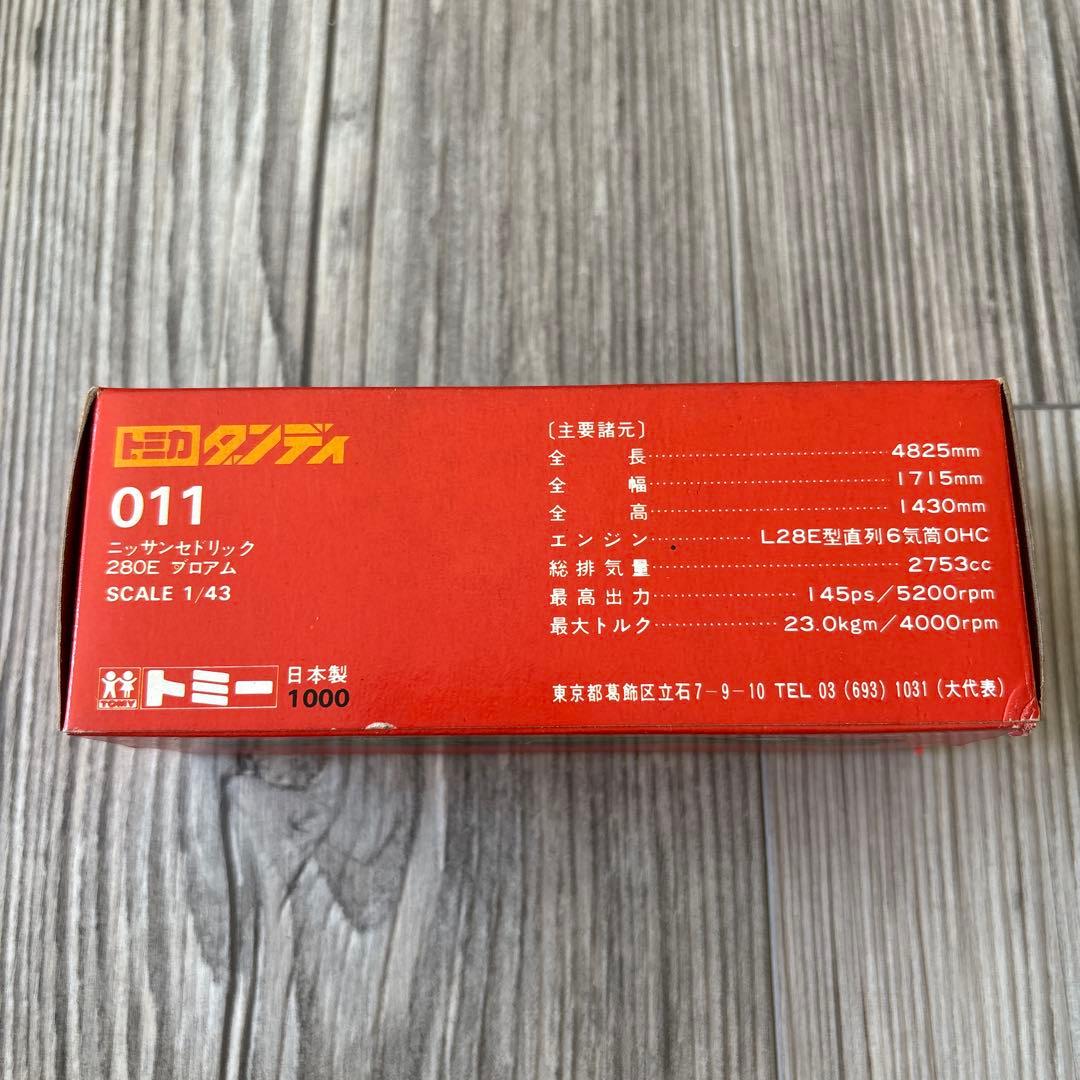 トミカ ダンディ
011
ニッサンセドリック
280E ブロアム
SCALE 1/43
TOMY トミー 日本製
1000
〔主要諸元〕
全長 4825mm
全幅 1715mm
全高 1430mm
エンジン L28E型直列6気筒OHC
総排気量 2753cc
最高出力 145ps/5200rpm
最大トルク 23.0kgm/4000rpm
東京都葛飾区立石7-9-10 TEL 03 (693) 1031 (大代表)